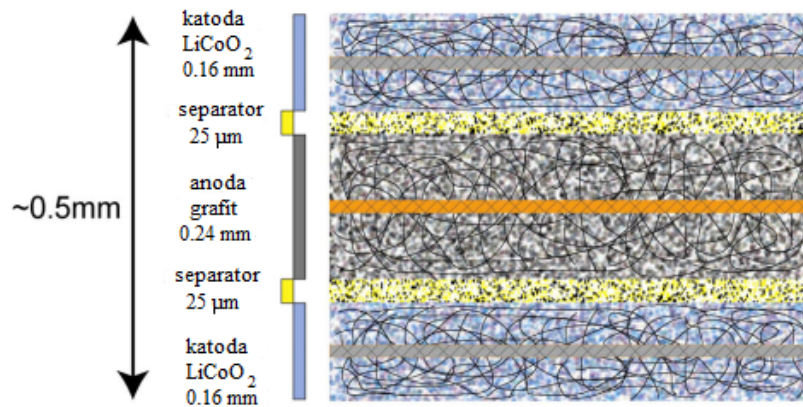 katoda
LiCoO₂
0.16 mm
separator
25 µm
~0.5mm
anoda
grafit
0.24 mm
separator
25 µm
katoda
LiCoO₂
0.16 mm